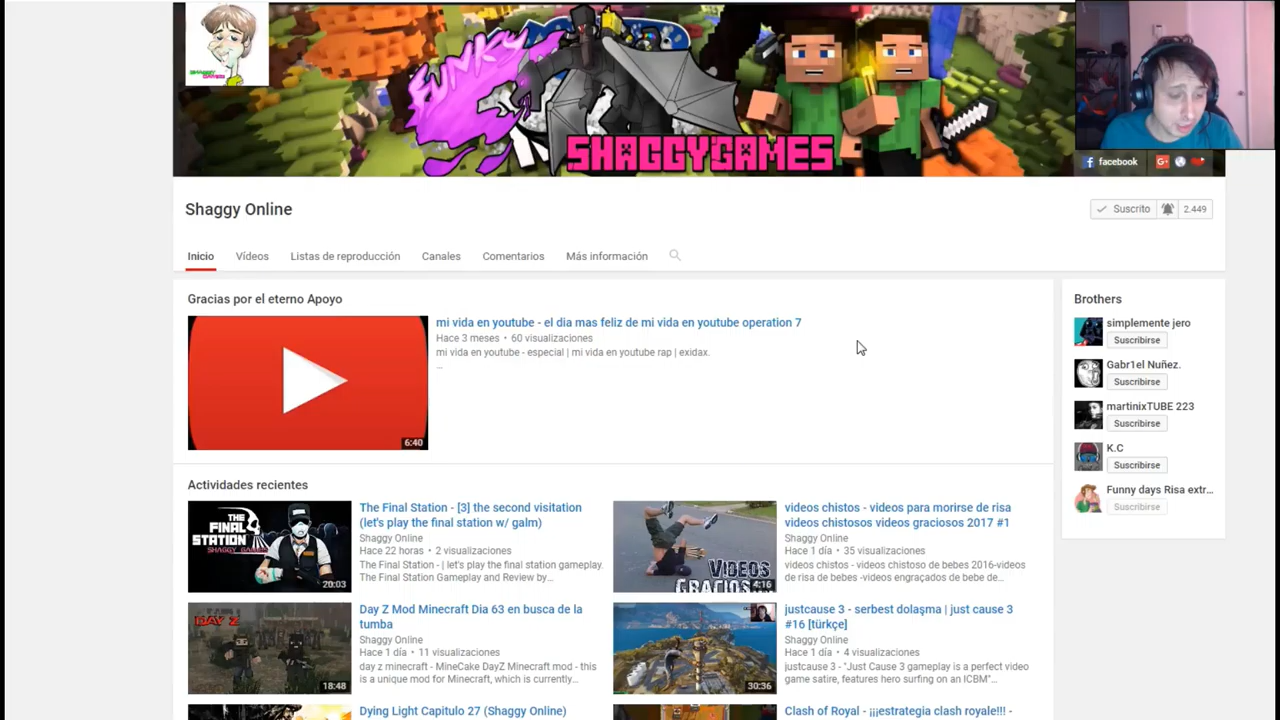 SHAGGY
GAMES
WINKY
SHAGGYGAMES
facebook
Shaggy Online
Suscrito
2.449
Inicio
Vídeos
Listas de reproducción
Canales
Comentarios
Más información
Gracias por el eterno Apoyo
6:40
mi vida en youtube - el dia mas feliz de mi vida en youtube operation 7
Hace 3 meses • 60 visualizaciones
mi vida en youtube - especial | mi vida en youtube rap | exidax.
...
Brothers
simplemente jero
Suscribirse
Gabr1el Nuñez.
Suscribirse
martinixTUBE 223
Suscribirse
K.C
Suscribirse
Funny days Risa extr...
Suscribirse
Actividades recientes
THE
FINAL
STATION
SHAGGY GAMES
20:03
The Final Station - [3] the second visitation
(let's play the final station w/ galm)
Shaggy Online
Hace 22 horas • 2 visualizaciones
The Final Station - | let's play the final station gameplay.
The Final Station Gameplay and Review by...
VIDEOS
GRACIOSOS
4:16
videos chistos - videos para morirse de risa
videos chistosos videos graciosos 2017 #1
Shaggy Online
Hace 1 día • 35 visualizaciones
videos chistos - videos chistoso de bebes 2016-videos
de risa de bebes -videos engraçados de bebe de...
DAY Z
18:48
Day Z Mod Minecraft Dia 63 en busca de la
tumba
Shaggy Online
Hace 1 día • 11 visualizaciones
day z minecraft - MineCake DayZ Minecraft mod - this
is a unique mod for Minecraft, which is currently...
30:36
justcause 3 - serbest dolaşma | just cause 3
#16 [türkçe]
Shaggy Online
Hace 1 día • 4 visualizaciones
justcause 3 - "Just Cause 3 gameplay is a perfect video
game satire, features hero surfing on an ICBM"...
Dying Light Capitulo 27 (Shaggy Online)
Clash of Royal - ¡¡¡estrategia clash royale!!! -